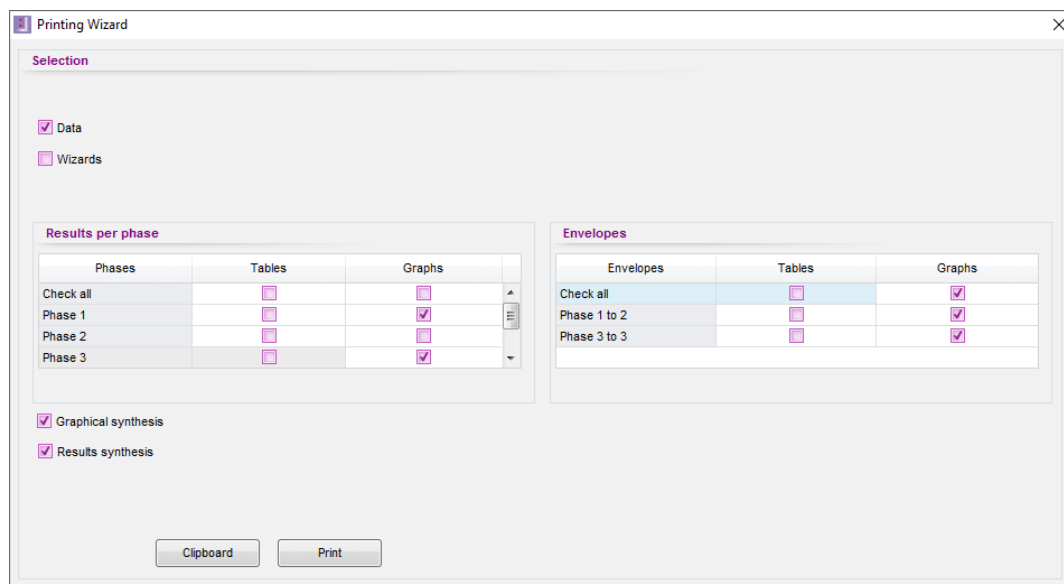 Printing Wizard
Selection
Data
Wizards
Results per phase
Phases Tables Graphs
Check all
Phase 1
Phase 2
Phase 3
Envelopes
Envelopes Tables Graphs
Check all
Phase 1 to 2
Phase 3 to 3
Graphical synthesis
Results synthesis
Clipboard Print